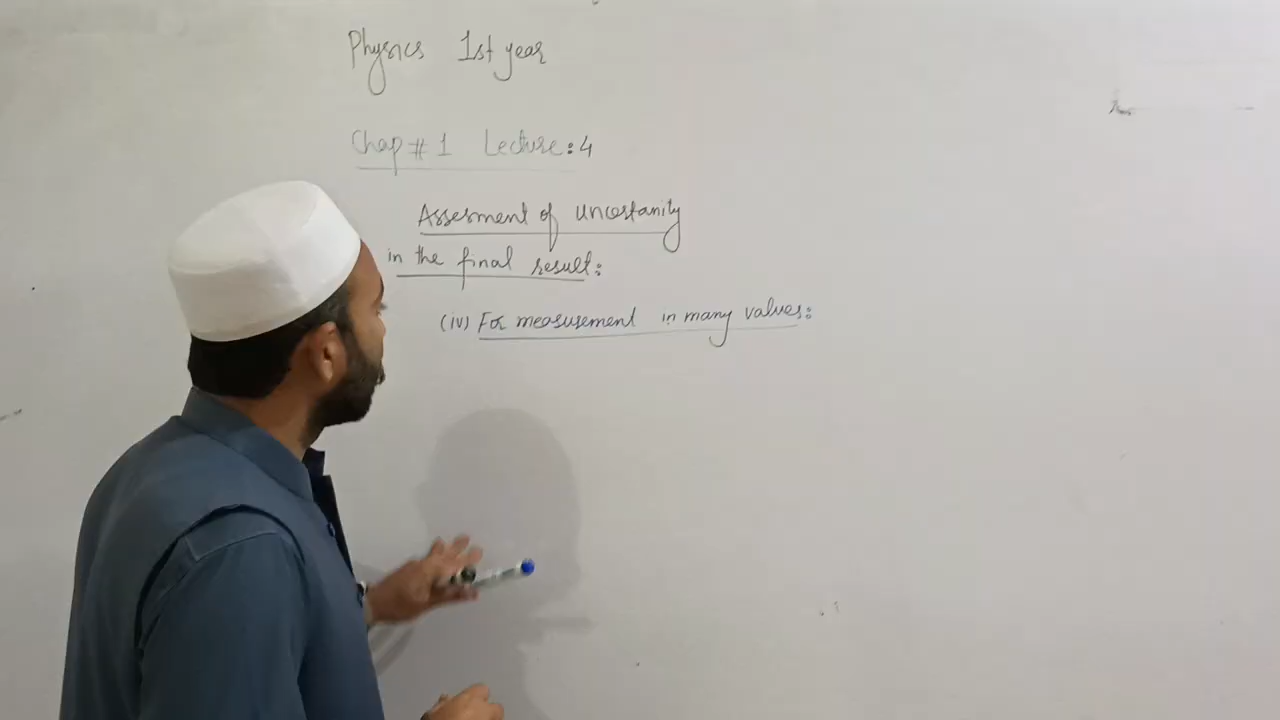 Physics 1st year
Chap # 1 Lecture: 4
Assesment of uncertanity
in the final result:
(iv) For measurement in many values: